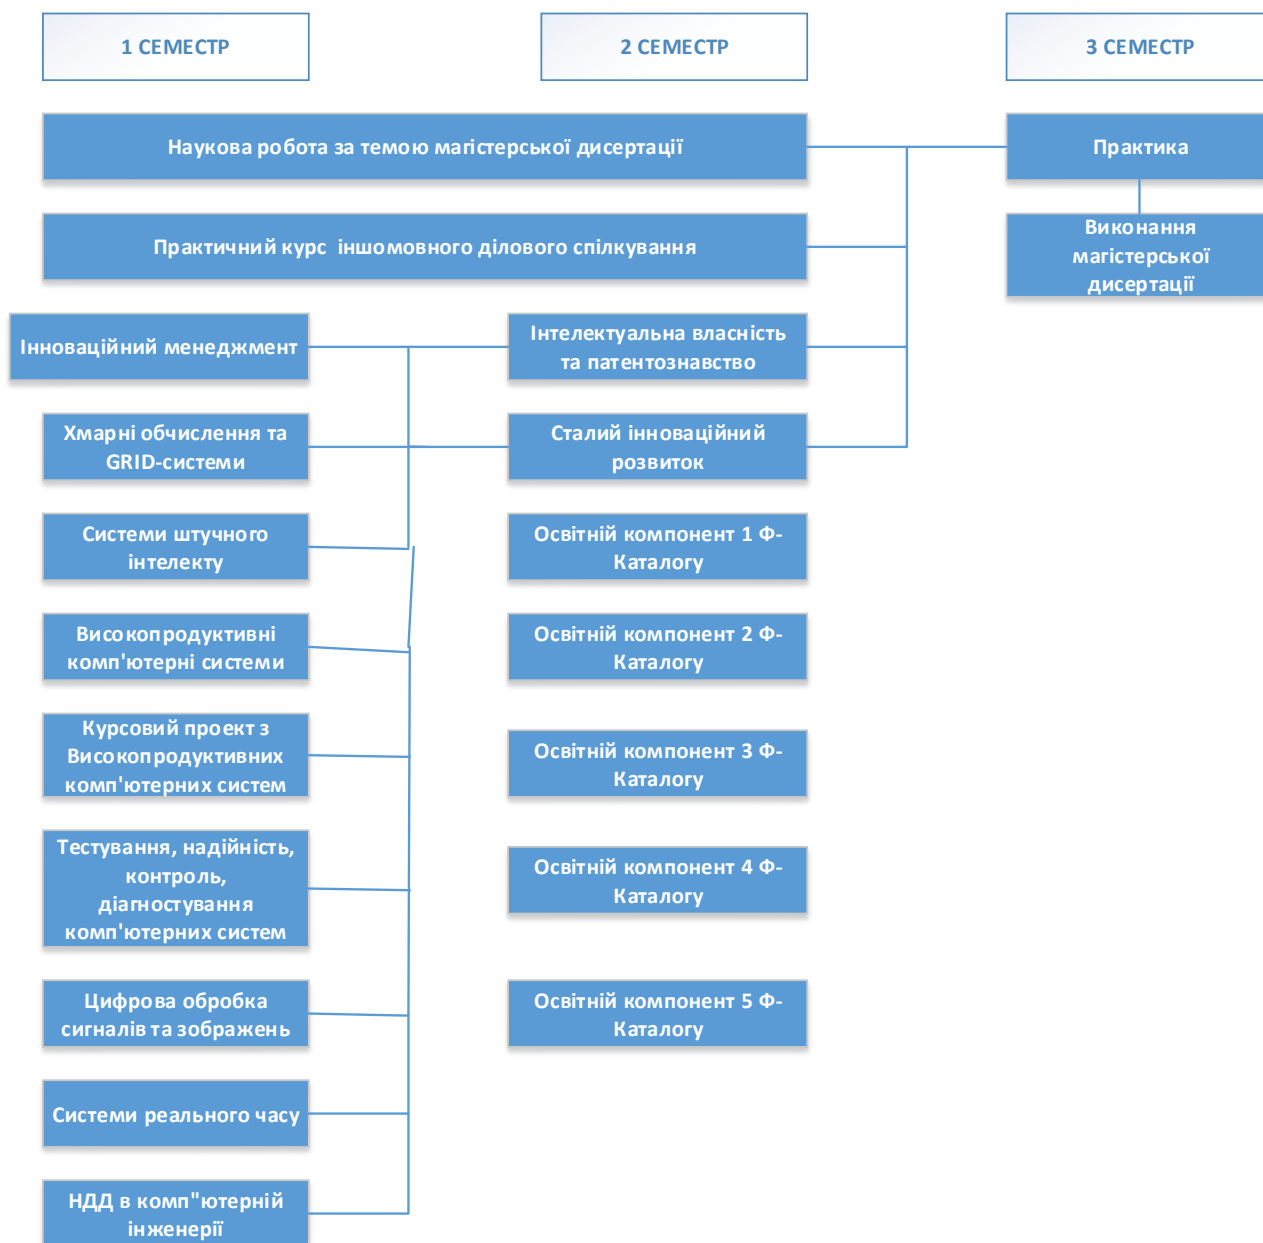 1 СЕМЕСТР
2 СЕМЕСТР
3 СЕМЕСТР
Наукова робота за темою магістерської дисертації
Практика
Практичний курс  іншомовного ділового спілкування
Виконання
магістерської
дисертації
Інноваційний менеджмент
Інтелектуальна власність
та патентознавство
Хмарні обчислення та
GRID-системи
Сталий інноваційний
розвиток
Системи штучного
інтелекту
Освітній компонент 1 Ф-
Каталогу
Високопродуктивні
комп'ютерні системи
Освітній компонент 2 Ф-
Каталогу
Курсовий проект з
Високопродуктивних
комп'ютерних систем
Освітній компонент 3 Ф-
Каталогу
Тестування, надійність,
контроль,
діагностування
комп'ютерних систем
Освітній компонент 4 Ф-
Каталогу
Цифрова обробка
сигналів та зображень
Освітній компонент 5 Ф-
Каталогу
Системи реального часу
НДД в комп"ютерній
інженерії